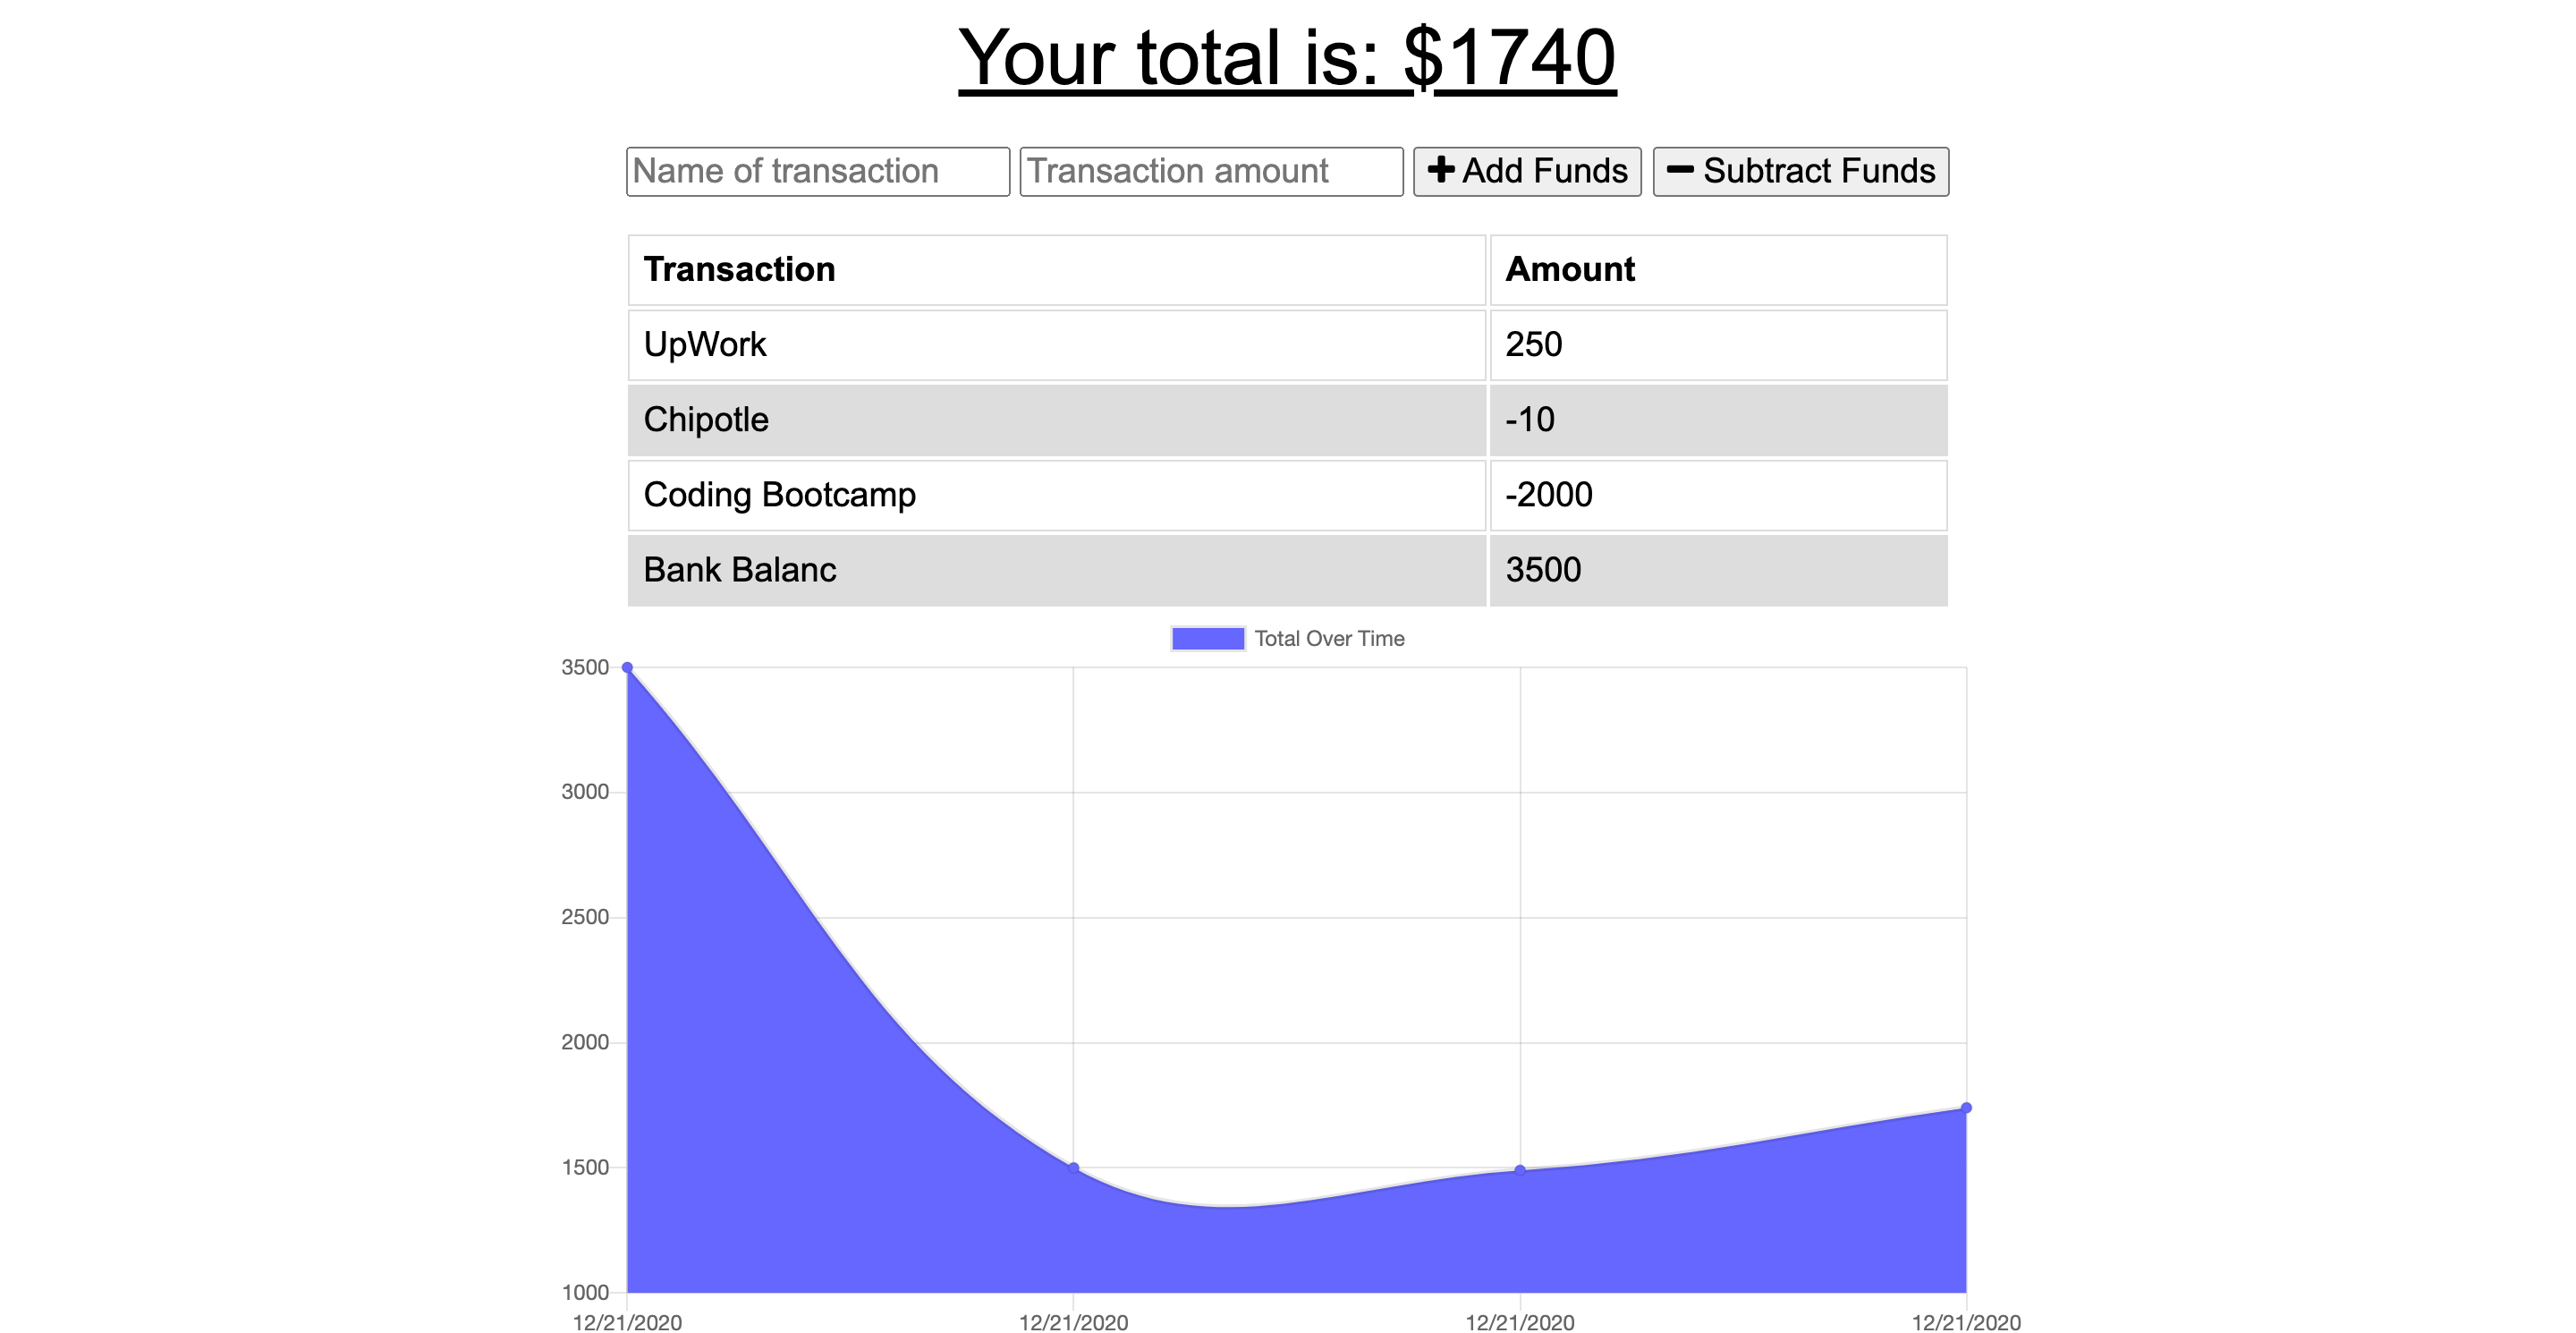 Your total is: $1740
Name of transaction Transaction amount Add Funds Subtract Funds
Transaction Amount
UpWork 250
Chipotle -10
Coding Bootcamp -2000
Bank Balanc 3500
Total Over Time
3500
3000
2500
2000
1500
1000
12/21/2020 12/21/2020 12/21/2020 12/21/2020